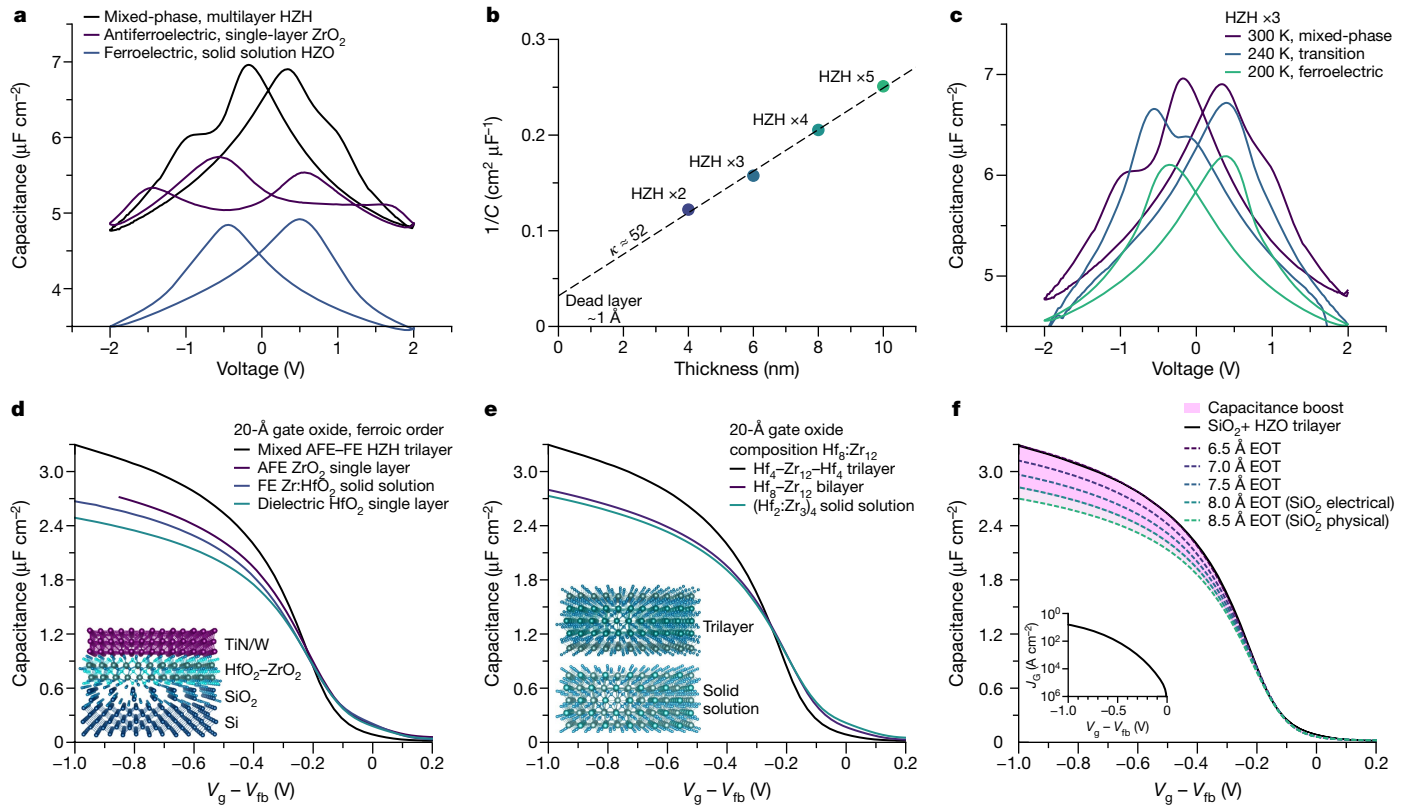 a
Mixed-phase, multilayer HZH
Antiferroelectric, single-layer ZrO₂
Ferroelectric, solid solution HZO
Capacitance (μF cm⁻²)
7
6
5
4
−2
−1
0
1
2
Voltage (V)
b
1/C (cm² μF⁻¹)
0.3
0.2
0.1
0
HZH ×5
HZH ×4
HZH ×3
HZH ×2
κ ≈ 52
Dead layer
~1 Å
0
2
4
6
8
10
Thickness (nm)
c
HZH ×3
300 K, mixed-phase
240 K, transition
200 K, ferroelectric
Capacitance (μF cm⁻²)
7
6
5
−2
−1
0
1
2
Voltage (V)
d
20-Å gate oxide, ferroic order
Mixed AFE–FE HZH trilayer
AFE ZrO₂ single layer
FE Zr:HfO₂ solid solution
Dielectric HfO₂ single layer
Capacitance (μF cm⁻²)
3.0
2.4
1.8
1.2
0.6
0
TiN/W
HfO₂–ZrO₂
SiO₂
Si
−1.0
−0.8
−0.6
−0.4
−0.2
0
0.2
Vg − Vfb (V)
e
20-Å gate oxide
composition Hf₈:Zr₁₂
Hf₄–Zr₁₂–Hf₄ trilayer
Hf₈–Zr₁₂ bilayer
(Hf₂:Zr₃)₄ solid solution
Capacitance (μF cm⁻²)
3.0
2.4
1.8
1.2
0.6
0
Trilayer
Solid
solution
−1.0
−0.8
−0.6
−0.4
−0.2
0
0.2
Vg − Vfb (V)
f
Capacitance boost
SiO₂+ HZO trilayer
6.5 Å EOT
7.0 Å EOT
7.5 Å EOT
8.0 Å EOT (SiO₂ electrical)
8.5 Å EOT (SiO₂ physical)
Capacitance (μF cm⁻²)
3.0
2.4
1.8
1.2
0.6
0
JG (A cm⁻²)
10⁰
10²
10⁴
10⁶
−1.0
−0.5
0
Vg − Vfb (V)
−1.0
−0.8
−0.6
−0.4
−0.2
0
0.2
Vg − Vfb (V)